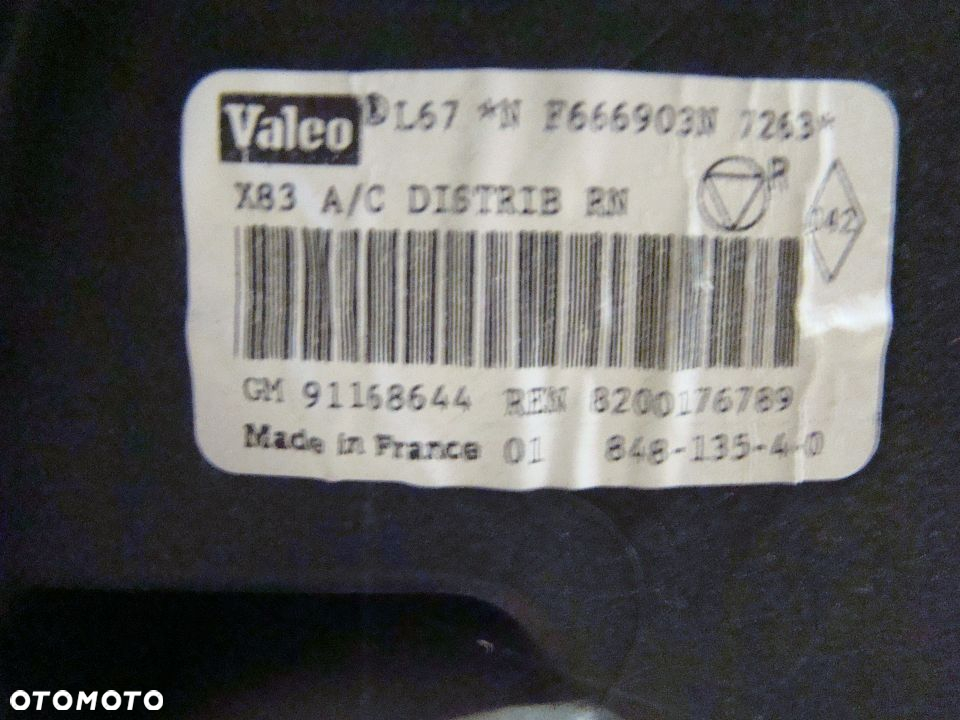 Valeo ® L67 *N F666903N 7263*
X83 A/C DISTRIB RN
R
GM 91168644 REN 8200176789
Made in France 01 848-135-4-0
OTOMOTO